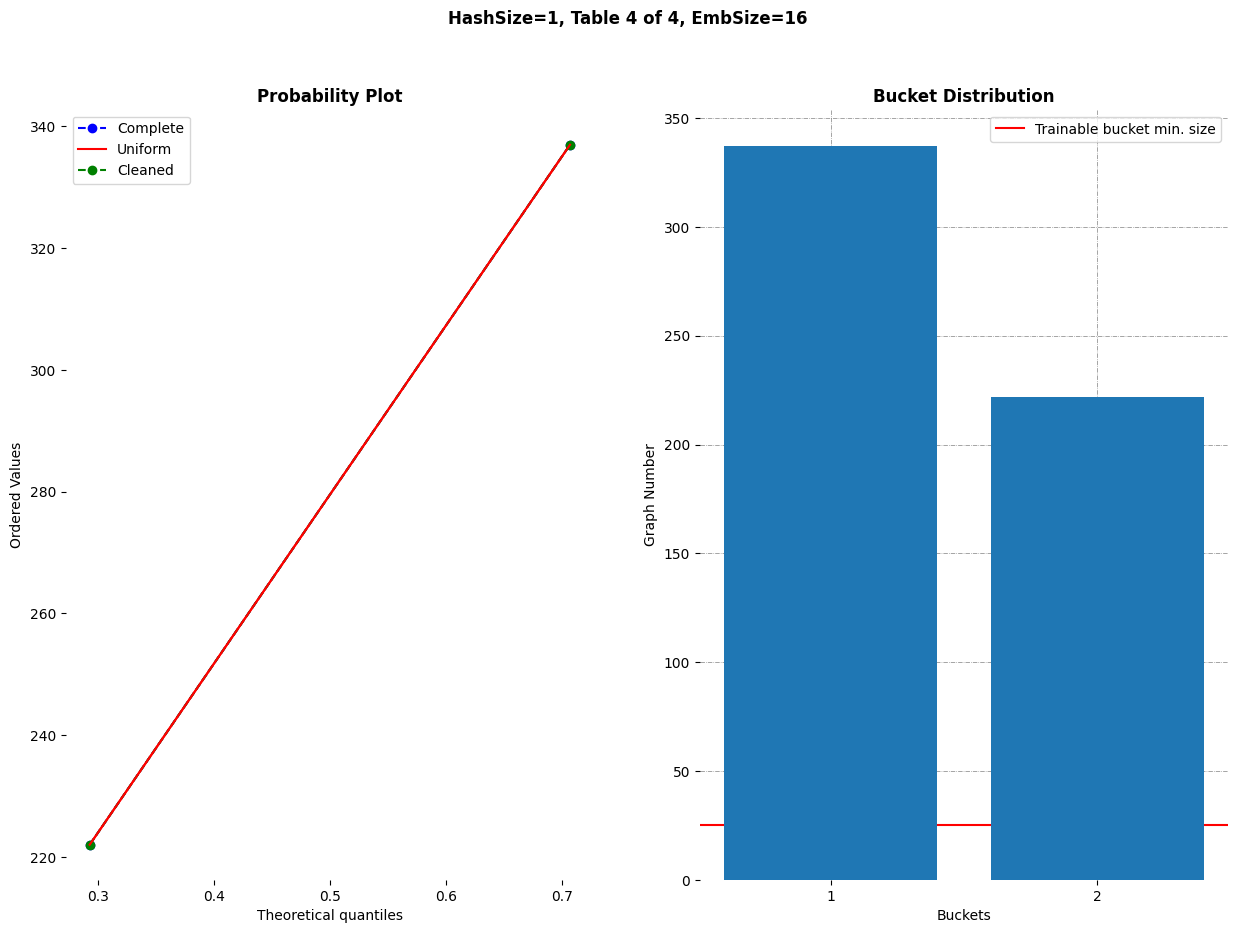 HashSize=1, Table 4 of 4, EmbSize=16
Probability Plot
Complete
Uniform
Cleaned
340
320
300
280
260
240
220
Ordered Values
0.3 0.4 0.5 0.6 0.7
Theoretical quantiles
Bucket Distribution
Trainable bucket min. size
350
300
250
200
150
100
50
0
Graph Number
1 2
Buckets